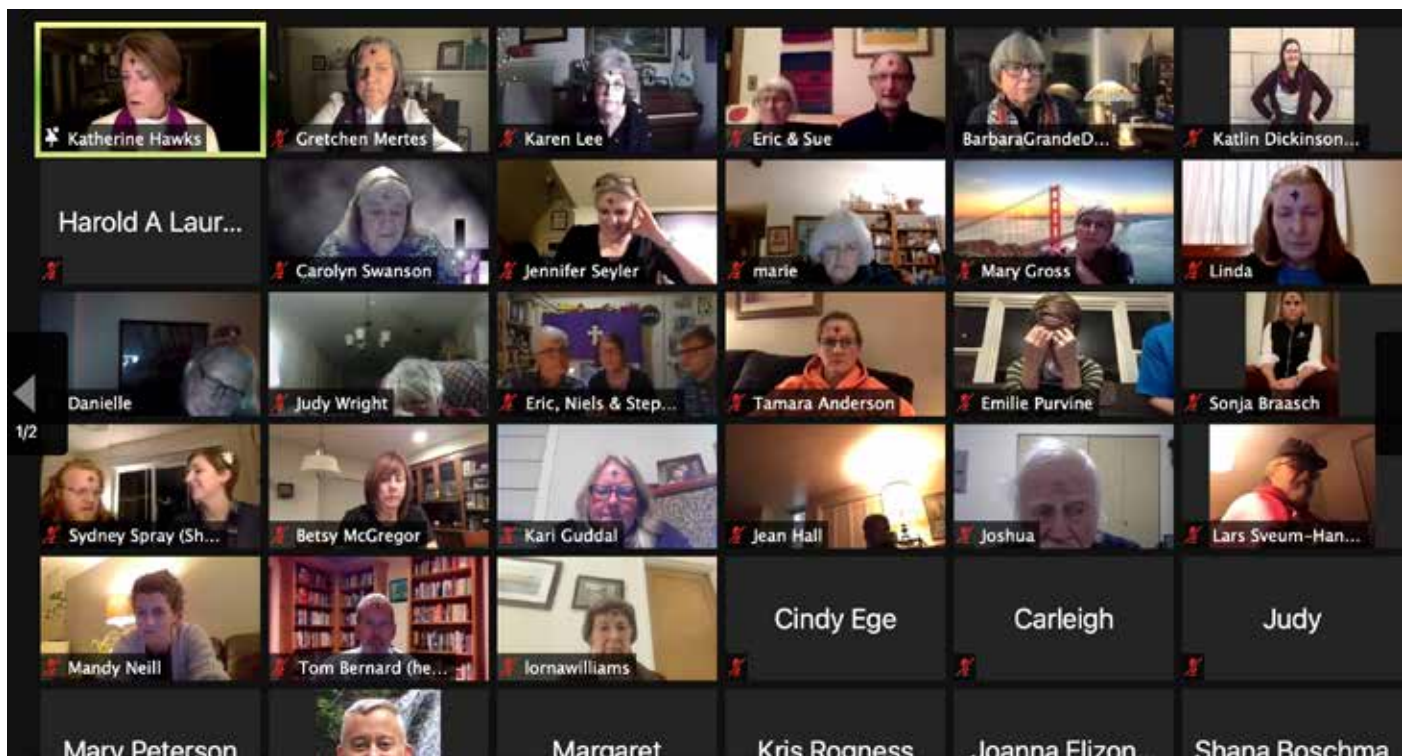 Katherine Hawks
Gretchen Mertes
Karen Lee
Eric & Sue
BarbaraGrandeD...
Katlin Dickinson...
Harold A Laur...
Carolyn Swanson
Jennifer Seyler
marie
Mary Gross
Linda
Danielle
Judy Wright
Eric, Niels & Step...
Tamara Anderson
Emilie Purvine
Sonja Braasch
1/2
Sydney Spray (Sh...
Betsy McGregor
Kari Guddal
Jean Hall
Joshua
Lars Sveum-Han...
Mandy Neill
Tom Bernard (he...
lornawilliams
Cindy Ege
Carleigh
Judy
Mary Peterson
Margaret
Kris Rogness
Joanna Elizon
Shana Boschma